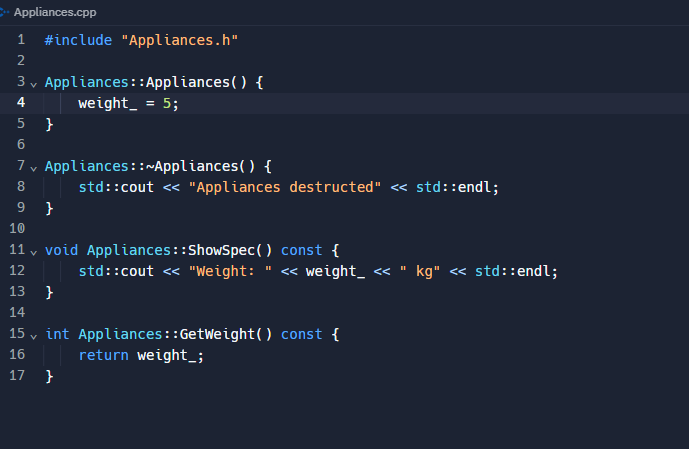 Appliances.cpp
1 #include "Appliances.h"
2
3 Appliances::Appliances() {
4     weight_ = 5;
5 }
6
7 Appliances::~Appliances() {
8     std::cout << "Appliances destructed" << std::endl;
9 }
10
11 void Appliances::ShowSpec() const {
12     std::cout << "Weight: " << weight_ << " kg" << std::endl;
13 }
14
15 int Appliances::GetWeight() const {
16     return weight_;
17 }